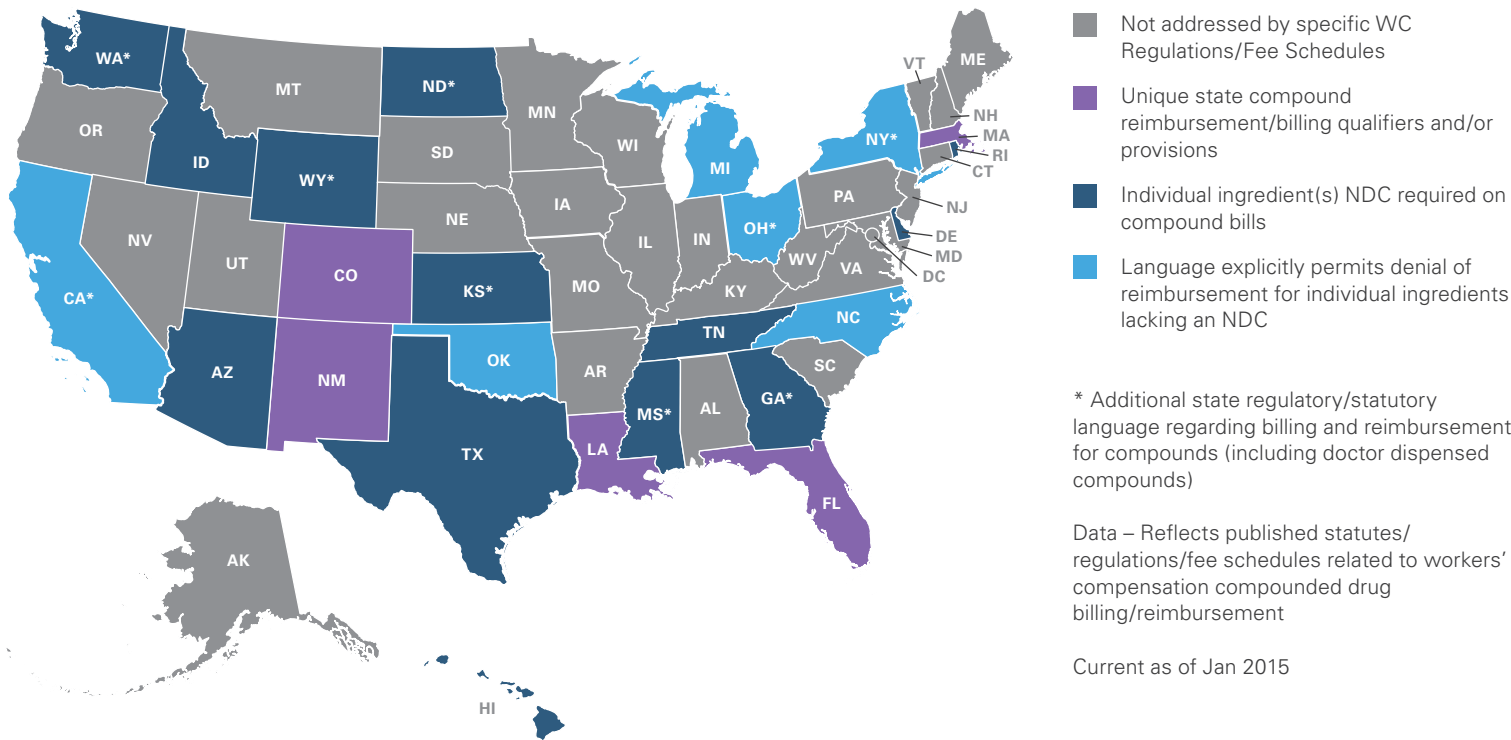 WA*
OR
CA*
NV
ID
MT
WY*
UT
AZ
CO
NM
ND*
SD
NE
KS*
OK
TX
MN
IA
MO
AR
LA
WI
IL
MS*
MI
IN
OH*
KY
TN
AL
GA*
FL
SC
NC
WV
VA
PA
NY*
VT
ME
NH
MA
RI
CT
NJ
DE
MD
DC
AK
HI
Not addressed by specific WC
Regulations/Fee Schedules
Unique state compound
reimbursement/billing qualifiers and/or
provisions
Individual ingredient(s) NDC required on
compound bills
Language explicitly permits denial of
reimbursement for individual ingredients
lacking an NDC
* Additional state regulatory/statutory
language regarding billing and reimbursement
for compounds (including doctor dispensed
compounds)
Data – Reflects published statutes/
regulations/fee schedules related to workers’
compensation compounded drug
billing/reimbursement
Current as of Jan 2015